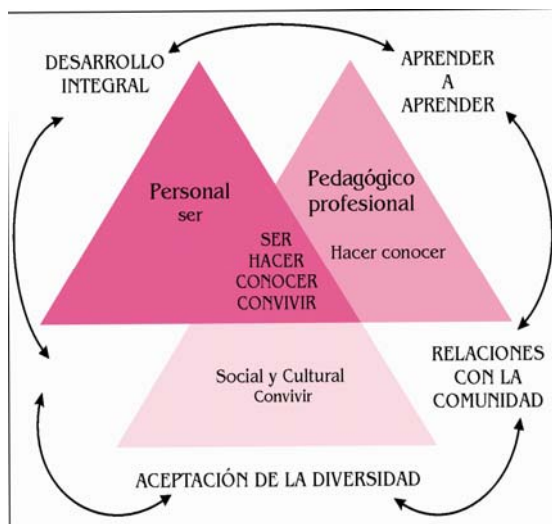 DESARROLLO
INTEGRAL
APRENDER
A
APRENDER
Personal
ser
Pedagógico
profesional
Hacer conocer
SER
HACER
CONOCER
CONVIVIR
Social y Cultural
Convivir
RELACIONES
CON LA
COMUNIDAD
ACEPTACIÓN DE LA DIVERSIDAD